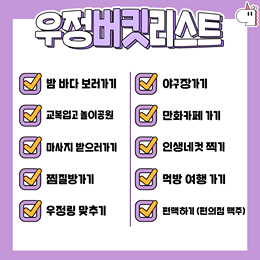 우정버킷리스트
밤 바다 보러가기
교복입고 놀이공원
마사지 받으러가기
찜질방가기
우정링 맞추기
야구장가기
만화카페 가기
인생네컷 찍기
먹방 여행 가기
편맥하기 (편의점 맥주)